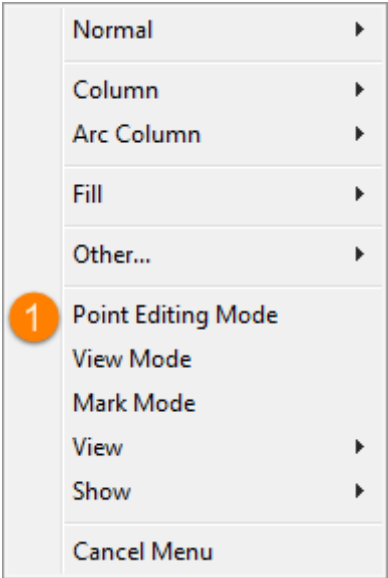 Normal
Column
Arc Column
Fill
Other...
1 Point Editing Mode
View Mode
Mark Mode
View
Show
Cancel Menu